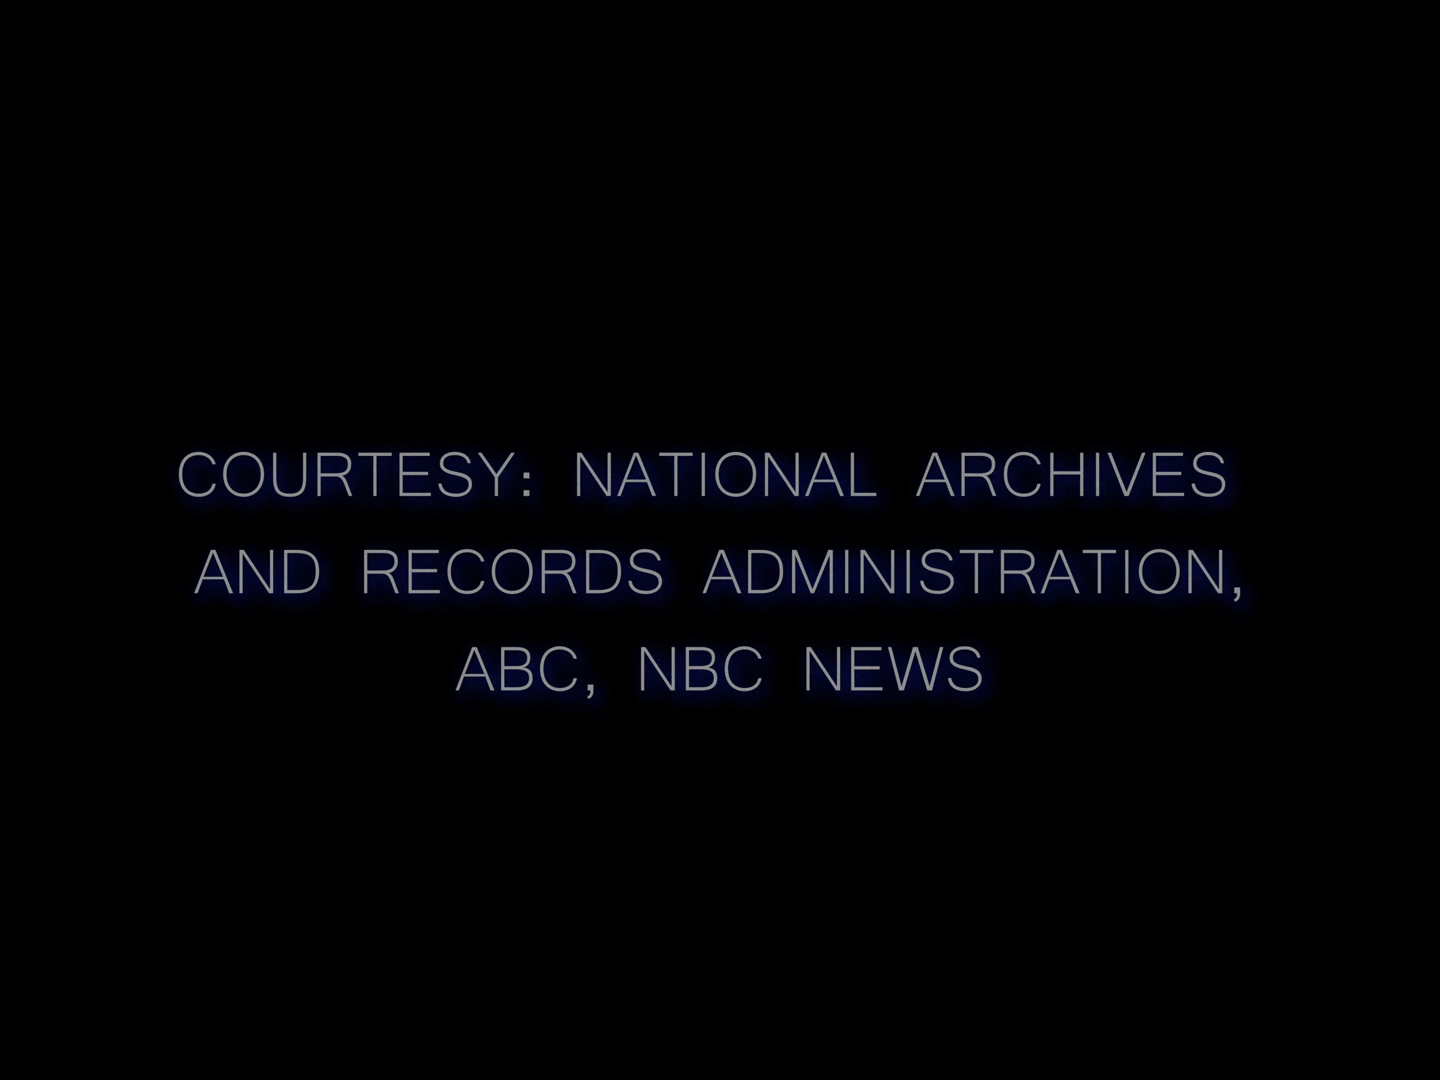 COURTESY: NATIONAL ARCHIVES
AND RECORDS ADMINISTRATION,
ABC, NBC NEWS